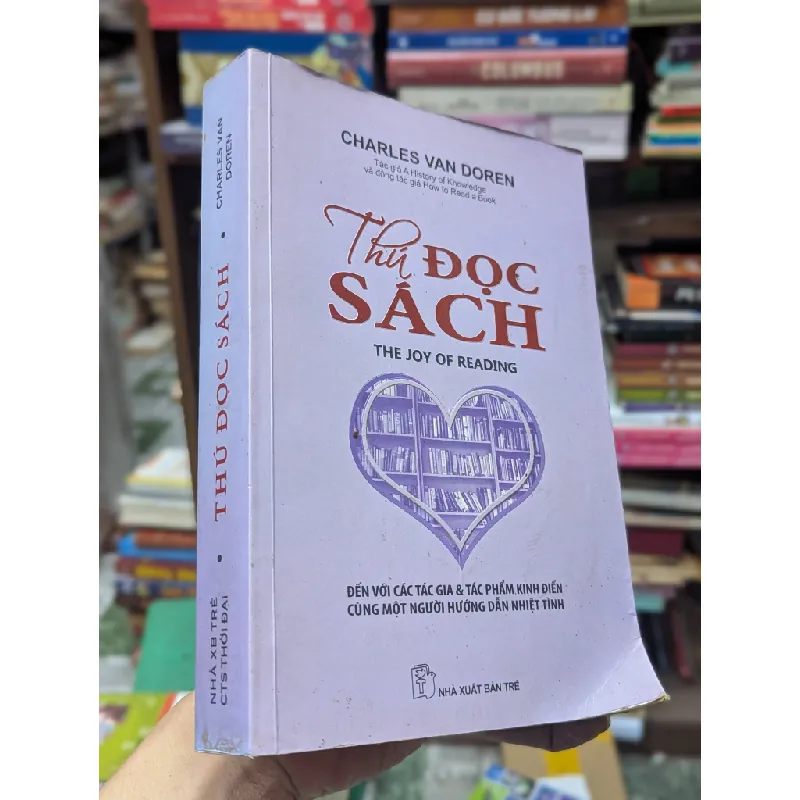 CHARLES VAN DOREN
Tác giả A History of Knowledge
và đồng tác giả How to Read a Book
Thú ĐỌC
SÁCH
THE JOY OF READING
ĐẾN VỚI CÁC TÁC GIA & TÁC PHẨM KINH ĐIỂN
CÙNG MỘT NGƯỜI HƯỚNG DẪN NHIỆT TÌNH
T
NHÀ XUẤT BẢN TRẺ
CHARLES VAN
DOREN
THÚ ĐỌC SÁCH
NHÀ XB TRẺ
CTS THỜI ĐẠI
COLUMBUS